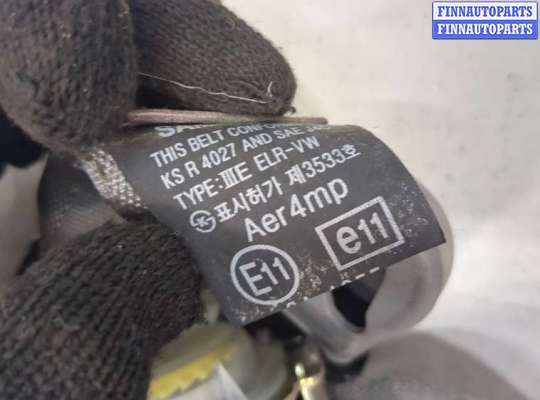 FINNAUTOPARTS
FINNAUTOPARTS
THIS BELT
KS R 4027 AND SAE
TYPE:ⅢE ELR-VW
표시허가 제3533호
Aer4mp
E11
e11